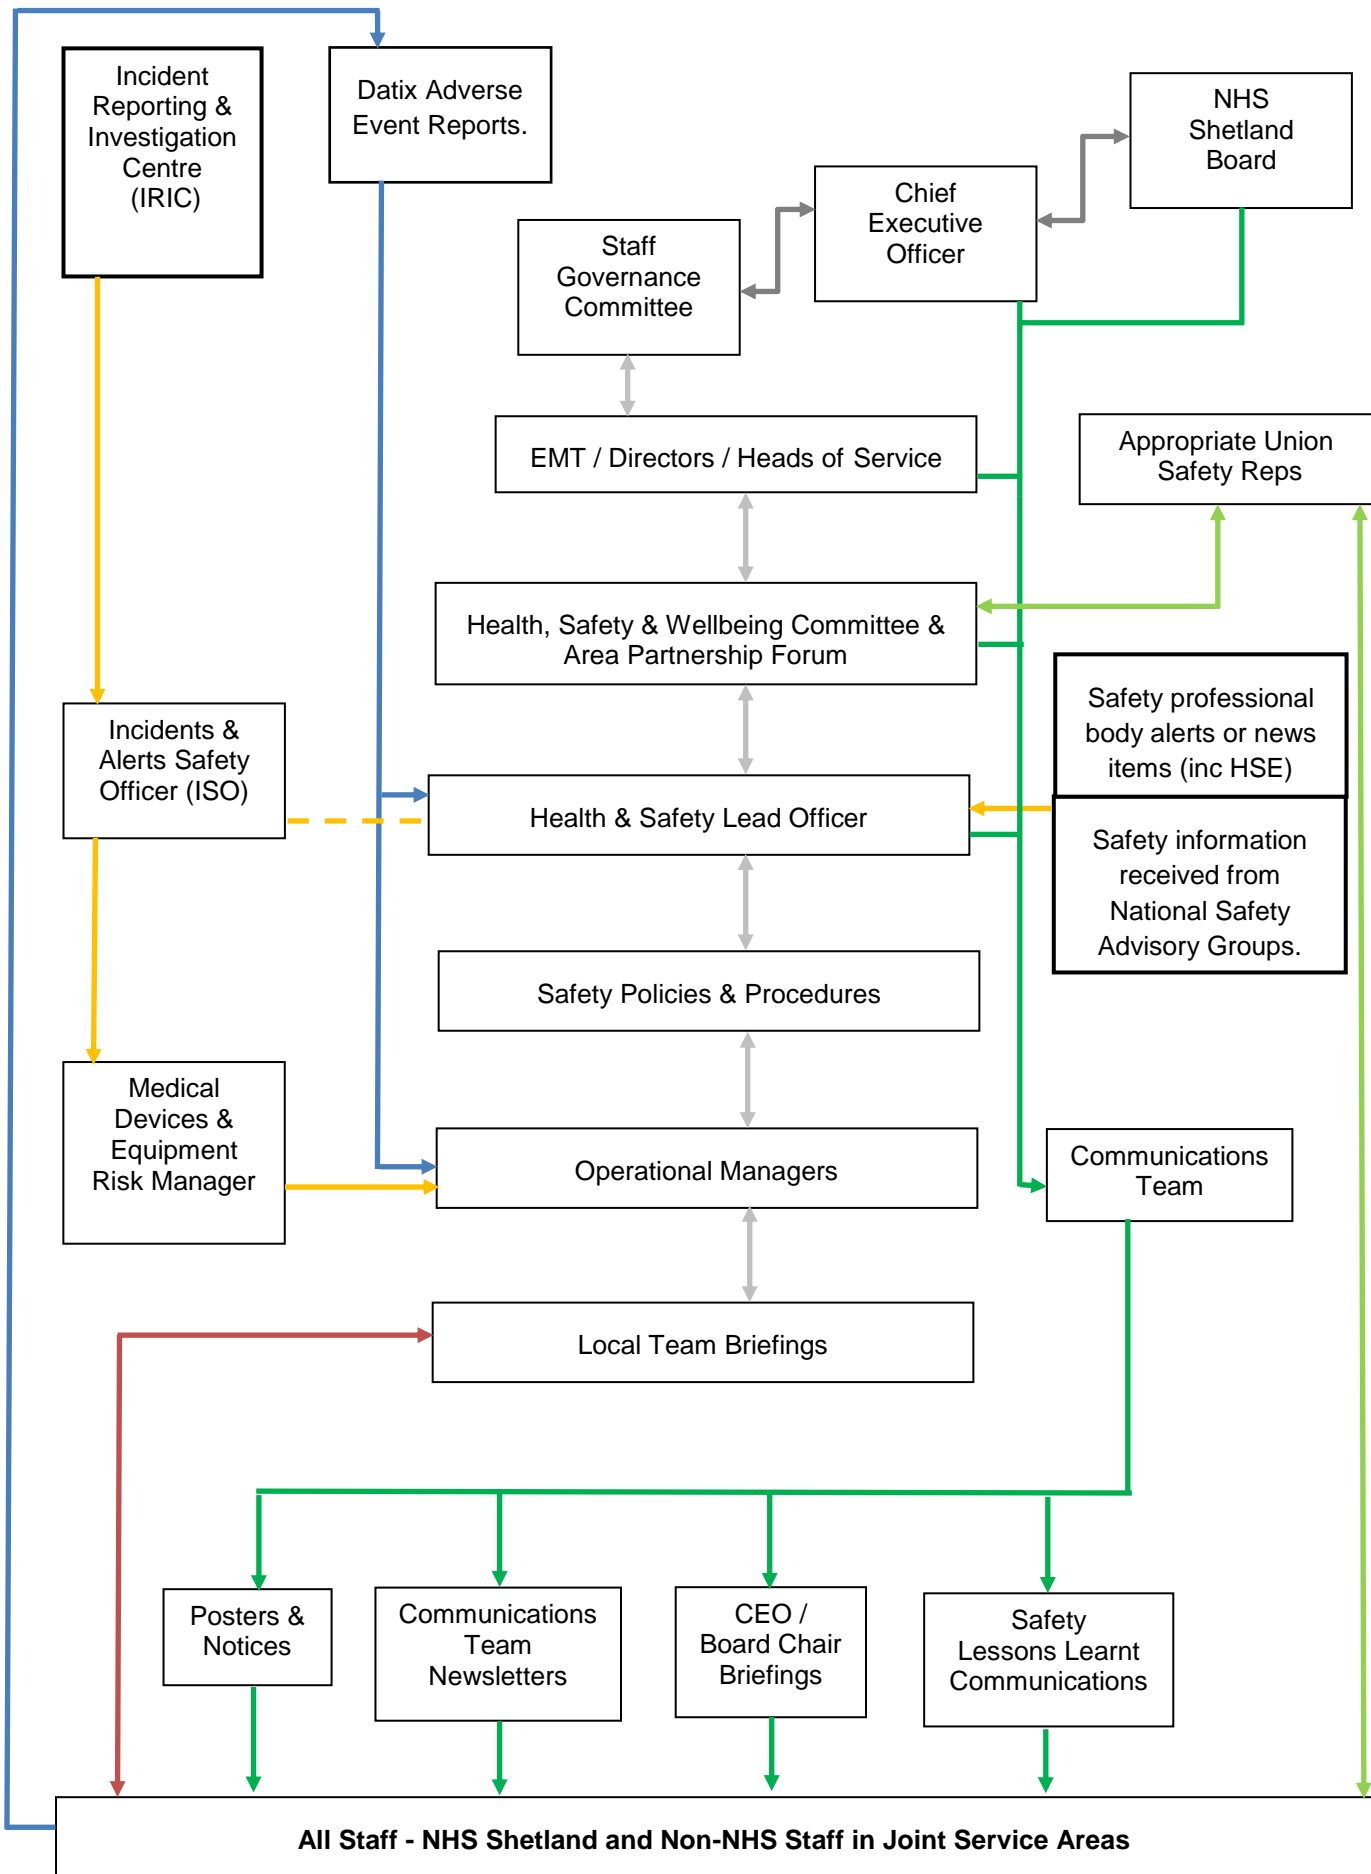 Incident
Reporting &
Investigation
Centre
(IRIC)
Datix Adverse
Event Reports.
NHS
Shetland
Board
Chief
Executive
Officer
Staff
Governance
Committee
EMT / Directors / Heads of Service
Appropriate Union
Safety Reps
Health, Safety & Wellbeing Committee &
Area Partnership Forum
Safety professional
body alerts or news
items (inc HSE)
Incidents &
Alerts Safety
Officer (ISO)
Health & Safety Lead Officer
Safety information
received from
National Safety
Advisory Groups.
Safety Policies & Procedures
Medical
Devices &
Equipment
Risk Manager
Operational Managers
Communications
Team
Local Team Briefings
Posters &
Notices
Communications
Team
Newsletters
CEO /
Board Chair
Briefings
Safety
Lessons Learnt
Communications
All Staff - NHS Shetland and Non-NHS Staff in Joint Service Areas